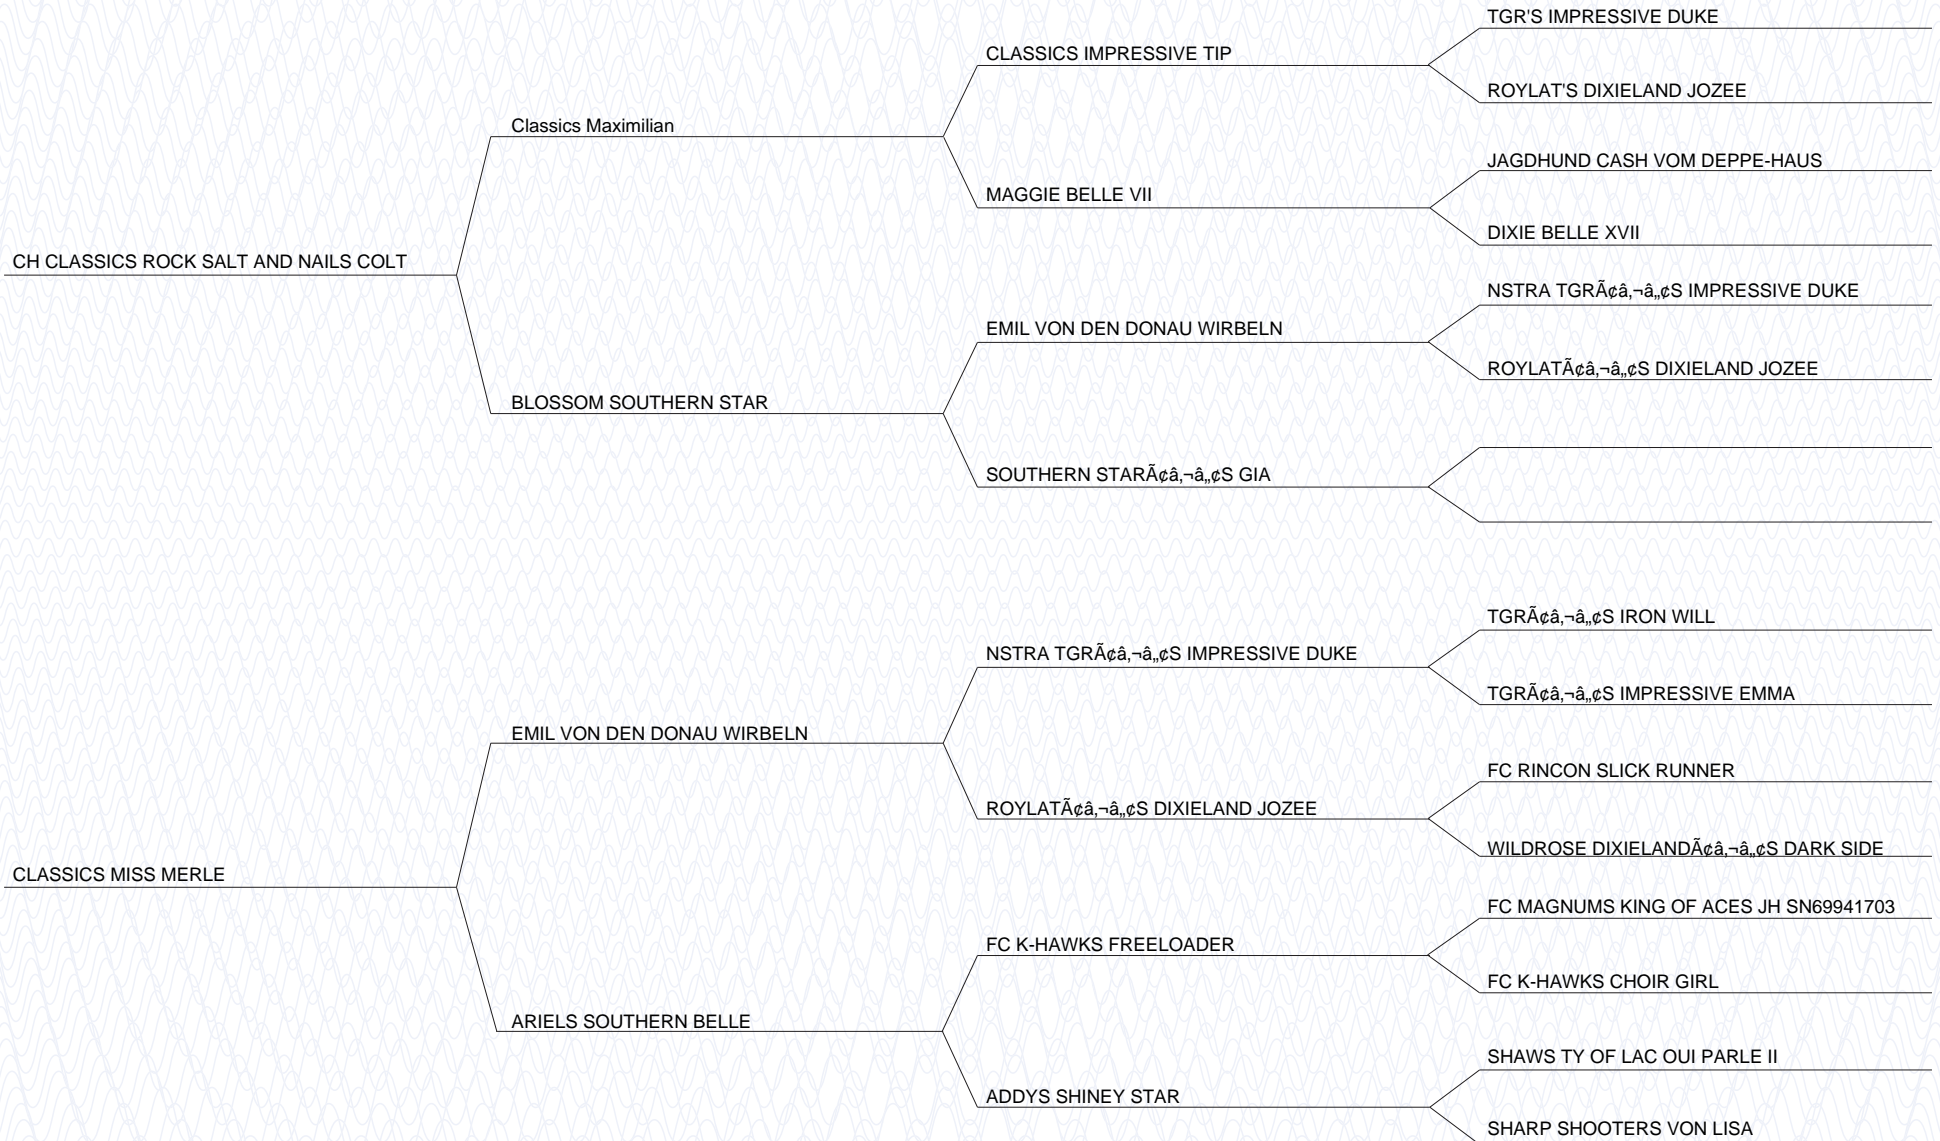 TGR'S IMPRESSIVE DUKE
CLASSICS IMPRESSIVE TIP
ROYLAT'S DIXIELAND JOZEE
Classics Maximilian
JAGDHUND CASH VOM DEPPE-HAUS
MAGGIE BELLE VII
DIXIE BELLE XVII
CH CLASSICS ROCK SALT AND NAILS COLT
NSTRA TGRÃ¢â‚¬â„¢S IMPRESSIVE DUKE
EMIL VON DEN DONAU WIRBELN
ROYLATÃ¢â‚¬â„¢S DIXIELAND JOZEE
BLOSSOM SOUTHERN STAR
SOUTHERN STARÃ¢â‚¬â„¢S GIA
TGRÃ¢â‚¬â„¢S IRON WILL
NSTRA TGRÃ¢â‚¬â„¢S IMPRESSIVE DUKE
TGRÃ¢â‚¬â„¢S IMPRESSIVE EMMA
EMIL VON DEN DONAU WIRBELN
FC RINCON SLICK RUNNER
ROYLATÃ¢â‚¬â„¢S DIXIELAND JOZEE
WILDROSE DIXIELANDÃ¢â‚¬â„¢S DARK SIDE
CLASSICS MISS MERLE
FC MAGNUMS KING OF ACES JH SN69941703
FC K-HAWKS FREELOADER
FC K-HAWKS CHOIR GIRL
ARIELS SOUTHERN BELLE
SHAWS TY OF LAC OUI PARLE II
ADDYS SHINEY STAR
SHARP SHOOTERS VON LISA